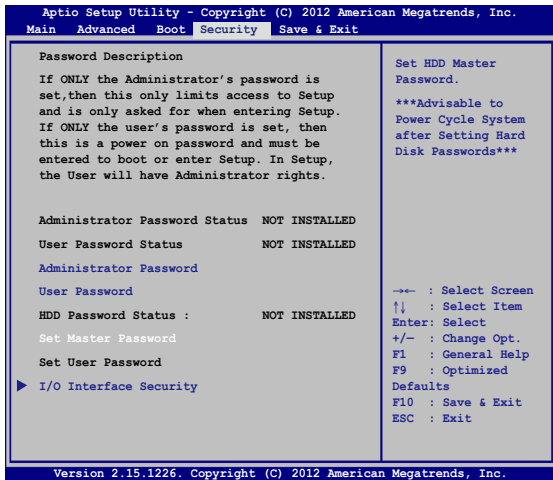 Aptio Setup Utility - Copyright (C) 2012 American Megatrends, Inc.
Main Advanced Boot Security Save & Exit
Password Description
If ONLY the Administrator's password is
set,then this only limits access to Setup
and is only asked for when entering Setup.
If ONLY the user's password is set, then
this is a power on password and must be
entered to boot or enter Setup. In Setup,
the User will have Administrator rights.
Administrator Password Status NOT INSTALLED
User Password Status NOT INSTALLED
Administrator Password
User Password
HDD Password Status : NOT INSTALLED
Set Master Password
Set User Password
I/O Interface Security
Set HDD Master
Password.
***Advisable to
Power Cycle System
after Setting Hard
Disk Passwords***
→← : Select Screen
↑↓ : Select Item
Enter: Select
+/— : Change Opt.
F1 : General Help
F9 : Optimized
Defaults
F10 : Save & Exit
ESC : Exit
Version 2.15.1226. Copyright (C) 2012 American Megatrends, Inc.